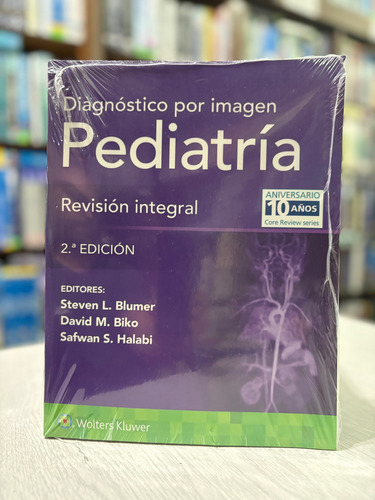 Diagnóstico por imagen
Pediatría
Revisión integral
ANIVERSARIO
10 AÑOS
Core Review series
2.ª EDICIÓN
EDITORES:
Steven L. Blumer
David M. Biko
Safwan S. Halabi
Wolters Kluwer